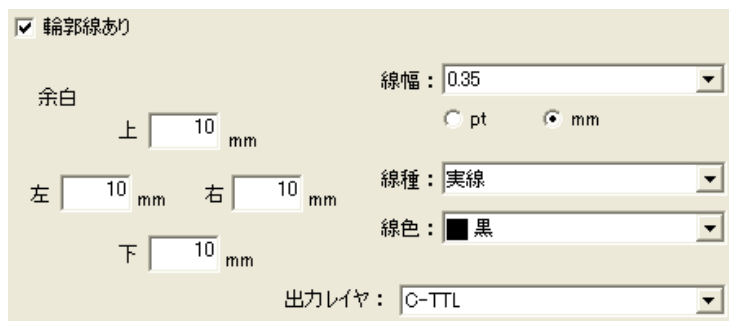 輪郭線あり
線幅：0.35
余白
pt mm
上 10 mm
左 10 mm 右 10 mm
線種：実線
線色：黒
下 10 mm
出力レイヤ：C-TTL